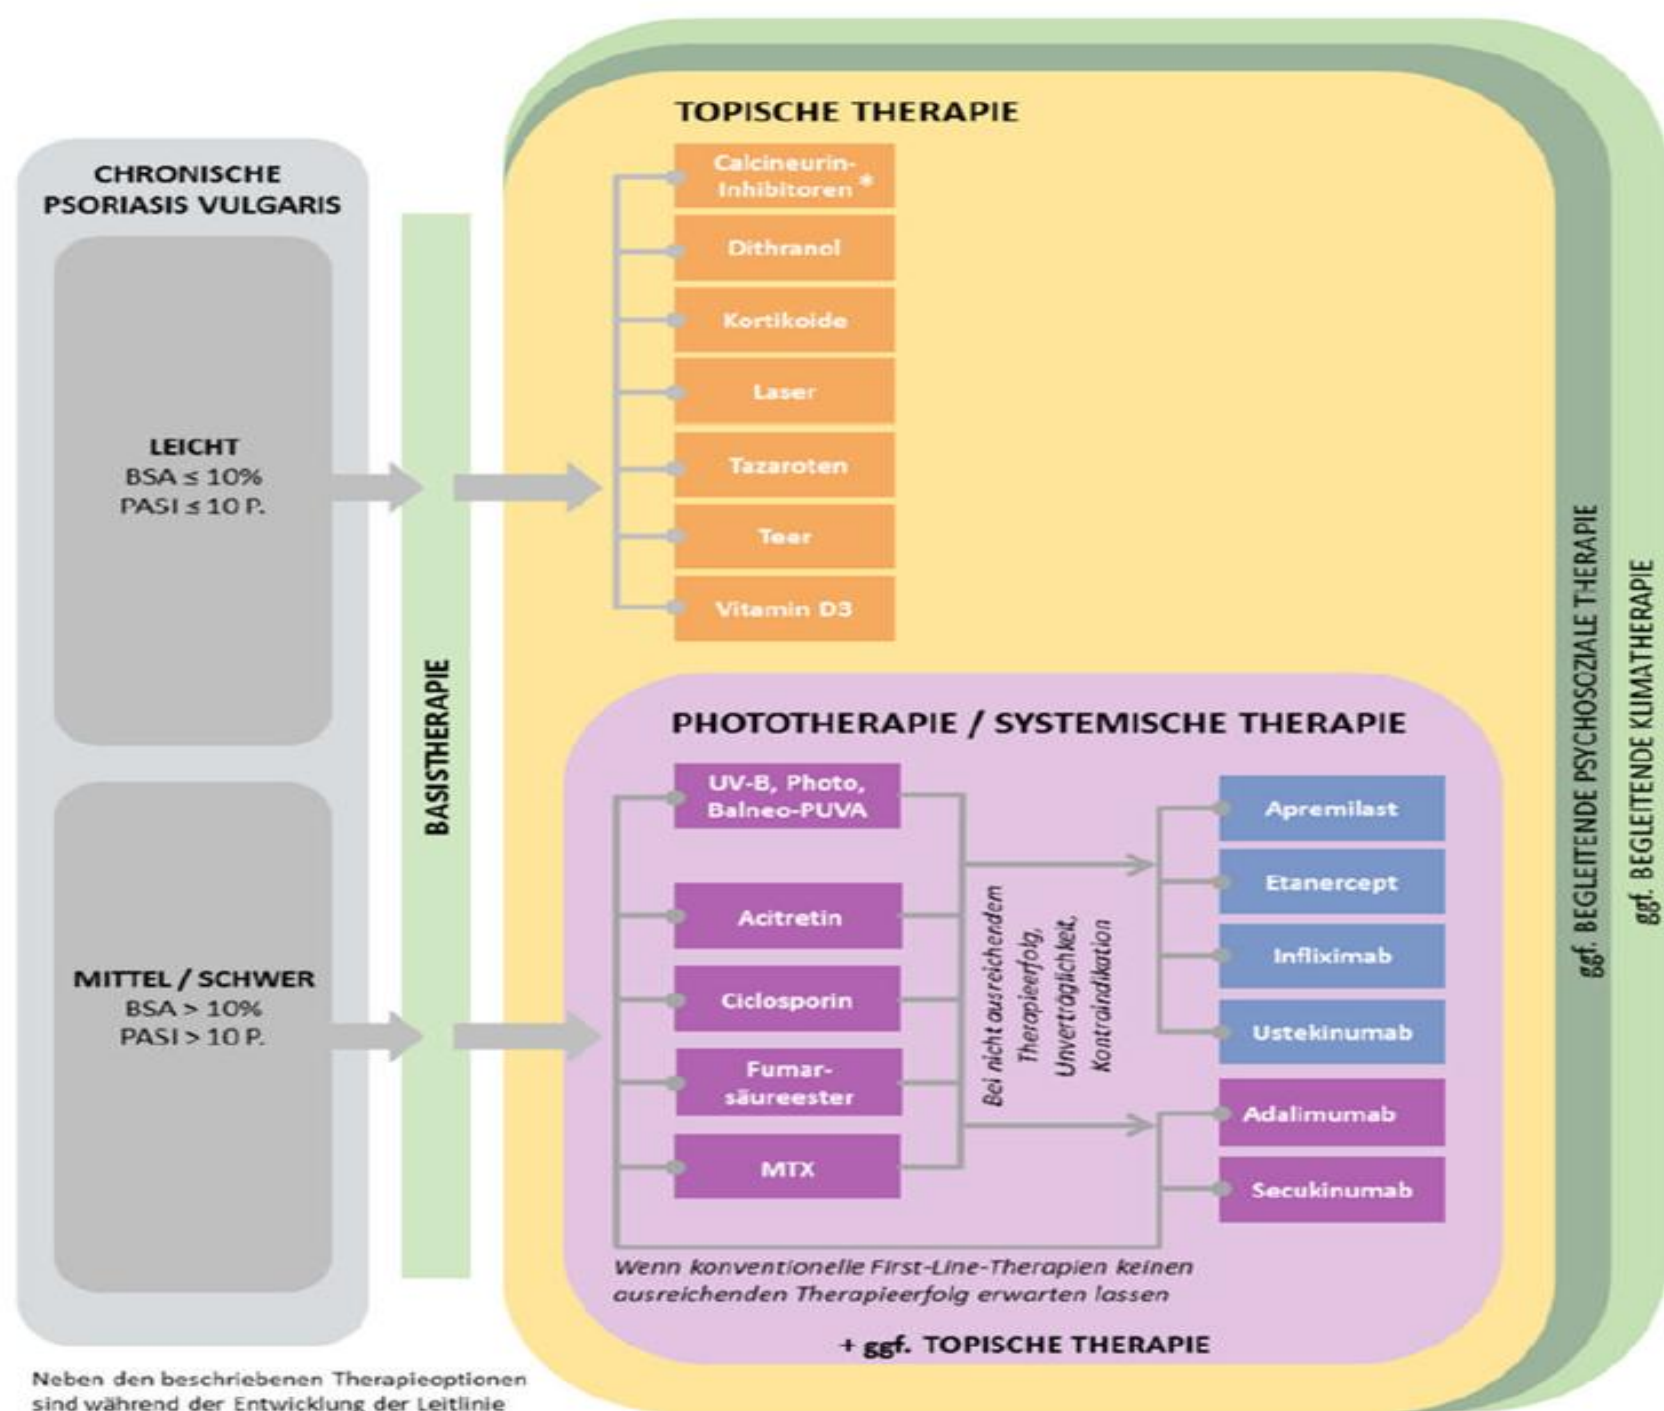 CHRONISCHE
PSORIASIS VULGARIS
LEICHT
BSA ≤ 10%
PASI ≤ 10 P.
MITTEL / SCHWER
BSA > 10%
PASI > 10 P.
BASISTHERAPIE
TOPISCHE THERAPIE
Calcineurin-
Inhibitoren *
Dithranol
Kortikoide
Laser
Tazaroten
Teer
Vitamin D3
PHOTOTHERAPIE / SYSTEMISCHE THERAPIE
UV-B, Photo,
Balneo-PUVA
Acitretin
Ciclosporin
Fumar-
säureester
MTX
Bei nicht ausreichendem
Therapieerfolg,
Unverträglichkeit,
Kontraindikation
Apremilast
Etanercept
Infliximab
Ustekinumab
Adalimumab
Secukinumab
Wenn konventionelle First-Line-Therapien keinen
ausreichenden Therapieerfolg erwarten lassen
+ ggf. TOPISCHE THERAPIE
ggf. BEGLEITENDE PSYCHOSOZIALE THERAPIE
ggf. BEGLEITENDE KLIMATHERAPIE
Neben den beschriebenen Therapieoptionen
sind während der Entwicklung der Leitlinie